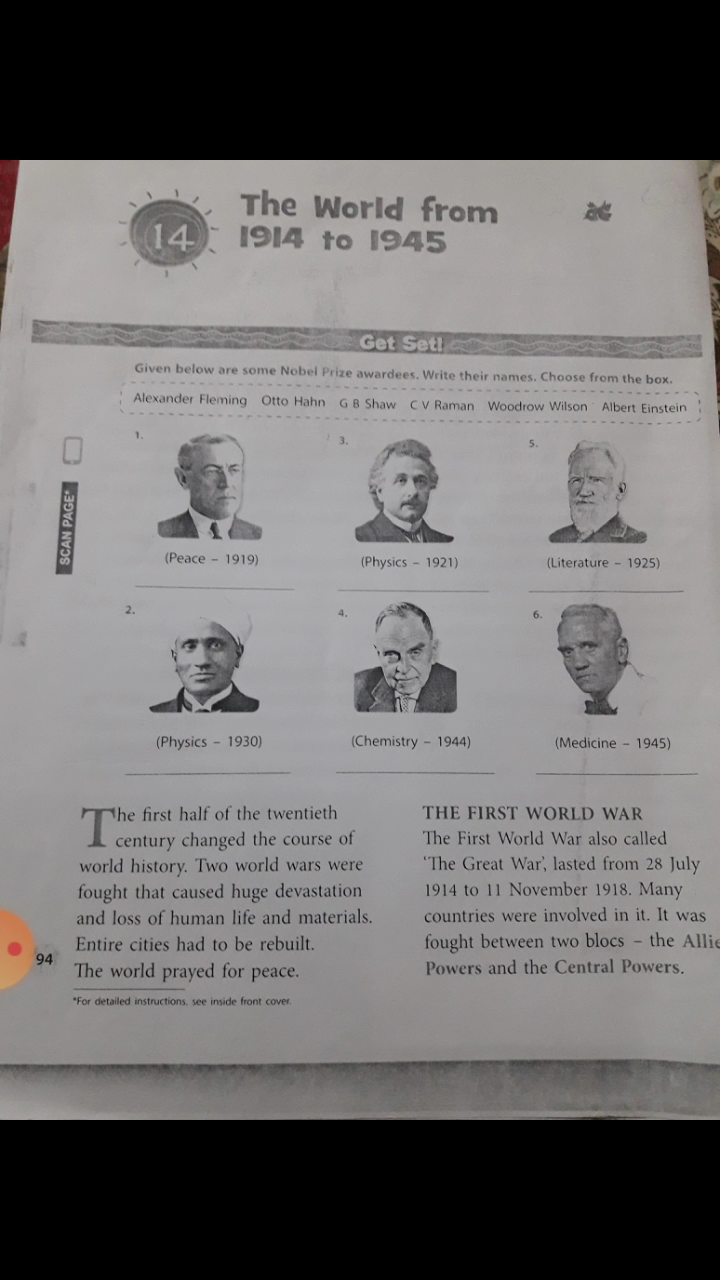 14
The World from
1914 to 1945
Get Set!
Given below are some Nobel Prize awardees. Write their names. Choose from the box.
Alexander Fleming Otto Hahn G B Shaw C V Raman Woodrow Wilson Albert Einstein
SCAN PAGE*
1.
(Peace – 1919)
2.
(Physics – 1930)
3.
(Physics – 1921)
4.
(Chemistry – 1944)
5.
(Literature – 1925)
6.
(Medicine – 1945)
The first half of the twentieth
century changed the course of
world history. Two world wars were
fought that caused huge devastation
and loss of human life and materials.
Entire cities had to be rebuilt.
The world prayed for peace.
*For detailed instructions, see inside front cover.
94
THE FIRST WORLD WAR
The First World War also called
'The Great War', lasted from 28 July
1914 to 11 November 1918. Many
countries were involved in it. It was
fought between two blocs – the Allie
Powers and the Central Powers.